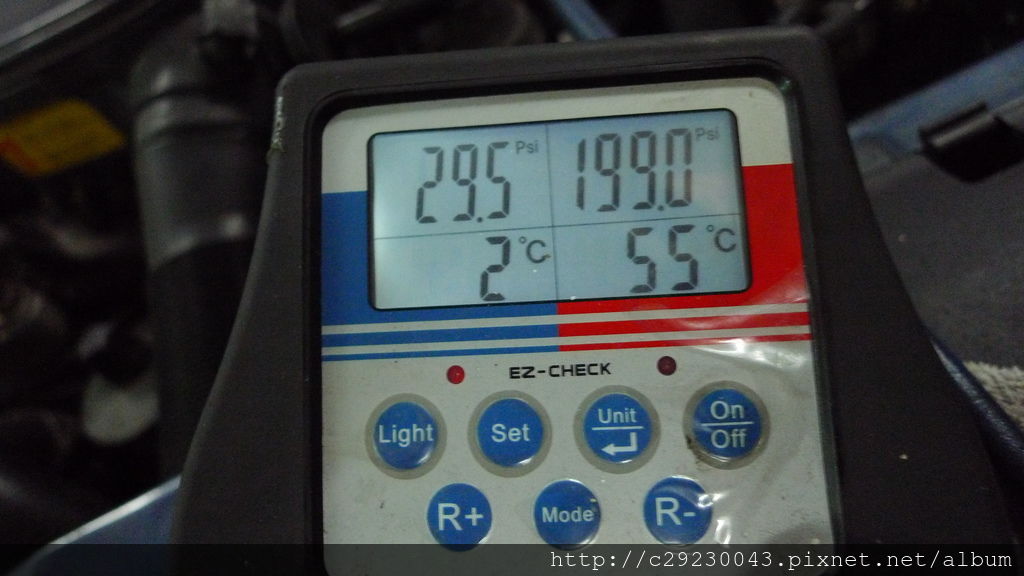 29.5 Psi 199.0 Psi
2 °C 55 °C
EZ-CHECK
Light Set Unit On
Off
R+ Mode R-
http://c29230043.pixnet.net/album